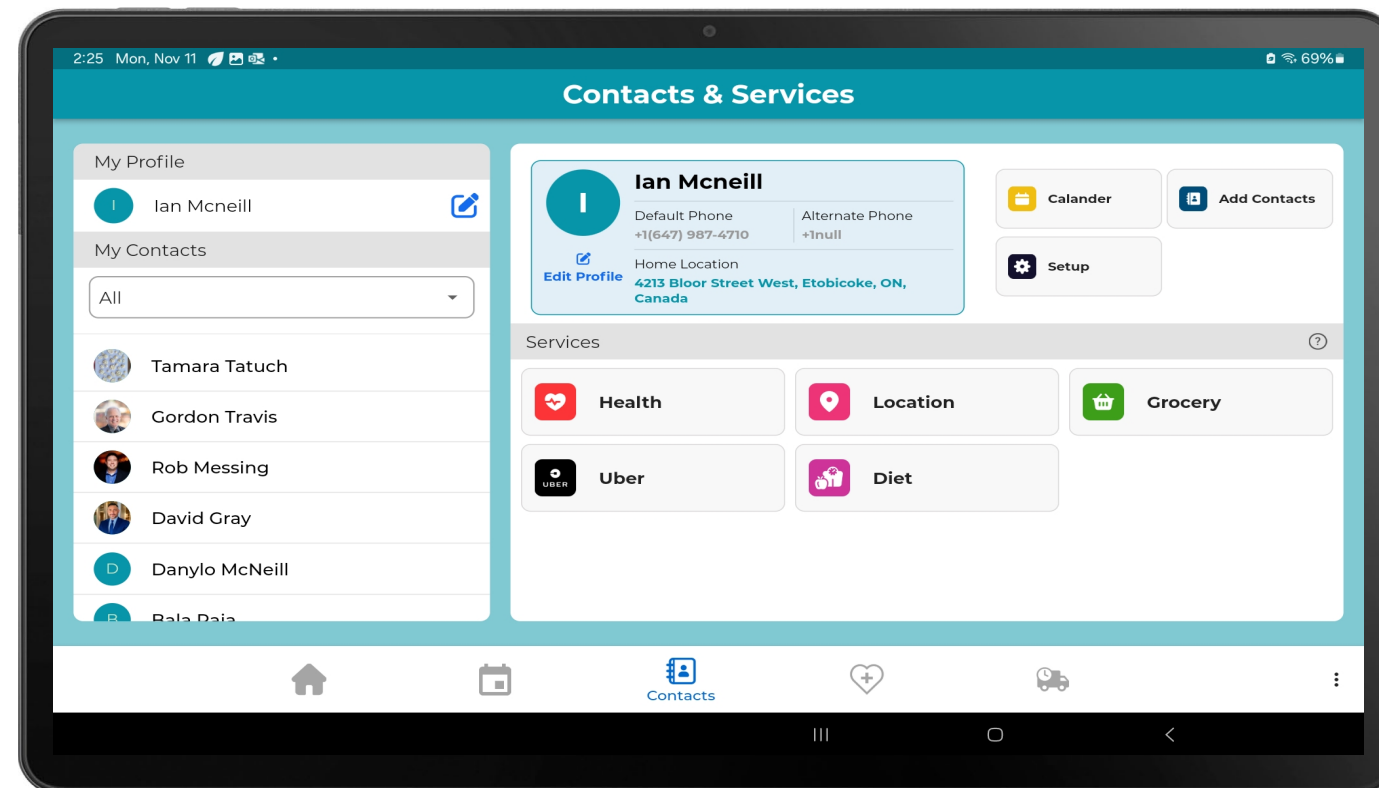 2:25 Mon, Nov 11
69%
Contacts & Services
My Profile
I
Ian Mcneill
My Contacts
All
Tamara Tatuch
Gordon Travis
Rob Messing
David Gray
D
Danylo McNeill
B
Bala Raja
I
Ian Mcneill
Default Phone
+1(647) 987-4710
Alternate Phone
+1null
Edit Profile
Home Location
4213 Bloor Street West, Etobicoke, ON,
Canada
Calander
Add Contacts
Setup
Services
?
Health
Location
Grocery
UBER
Uber
Diet
Contacts